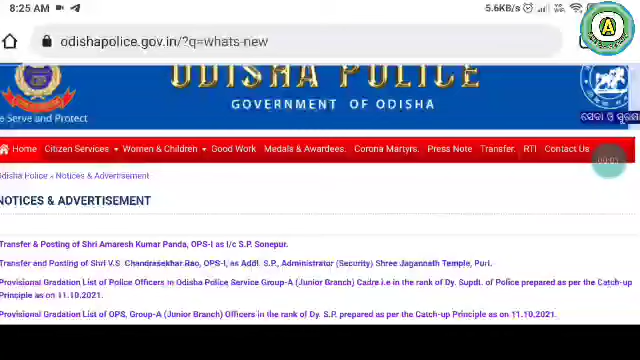 8:25 AM
5.6KB/s
odishapolice.gov.in/?q=whats-new
ODISHA POLICE
GOVERNMENT OF ODISHA
e Serve and Protect
ସେବା ଓ ସୁରକ୍ଷା
Home Citizen Services Women & Children Good Work Medals & Awardees. Corona Martyrs. Press Note Transfer. RTI Contact Us
00:01
Odisha Police » Notices & Advertisement
NOTICES & ADVERTISEMENT
Transfer & Posting of Shri Amaresh Kumar Panda, OPS-I as I/c S.P. Sonepur.
Transfer and Posting of Shri V.S. Chandrasekhar Rao, OPS-I, as Addl. S.P., Administrator (Security) Shree Jagannath Temple, Puri.
Provisional Gradation List of Police Officers in Odisha Police Service Group-A (Junior Branch) Cadre i.e in the rank of Dy. Supdt. of Police prepared as per the Catch-up
Principle as on 11.10.2021.
Provisional Gradation List of OPS, Group-A (Junior Branch) Officers in the rank of Dy. S.P. prepared as per the Catch-up Principle as on 11.10.2021.